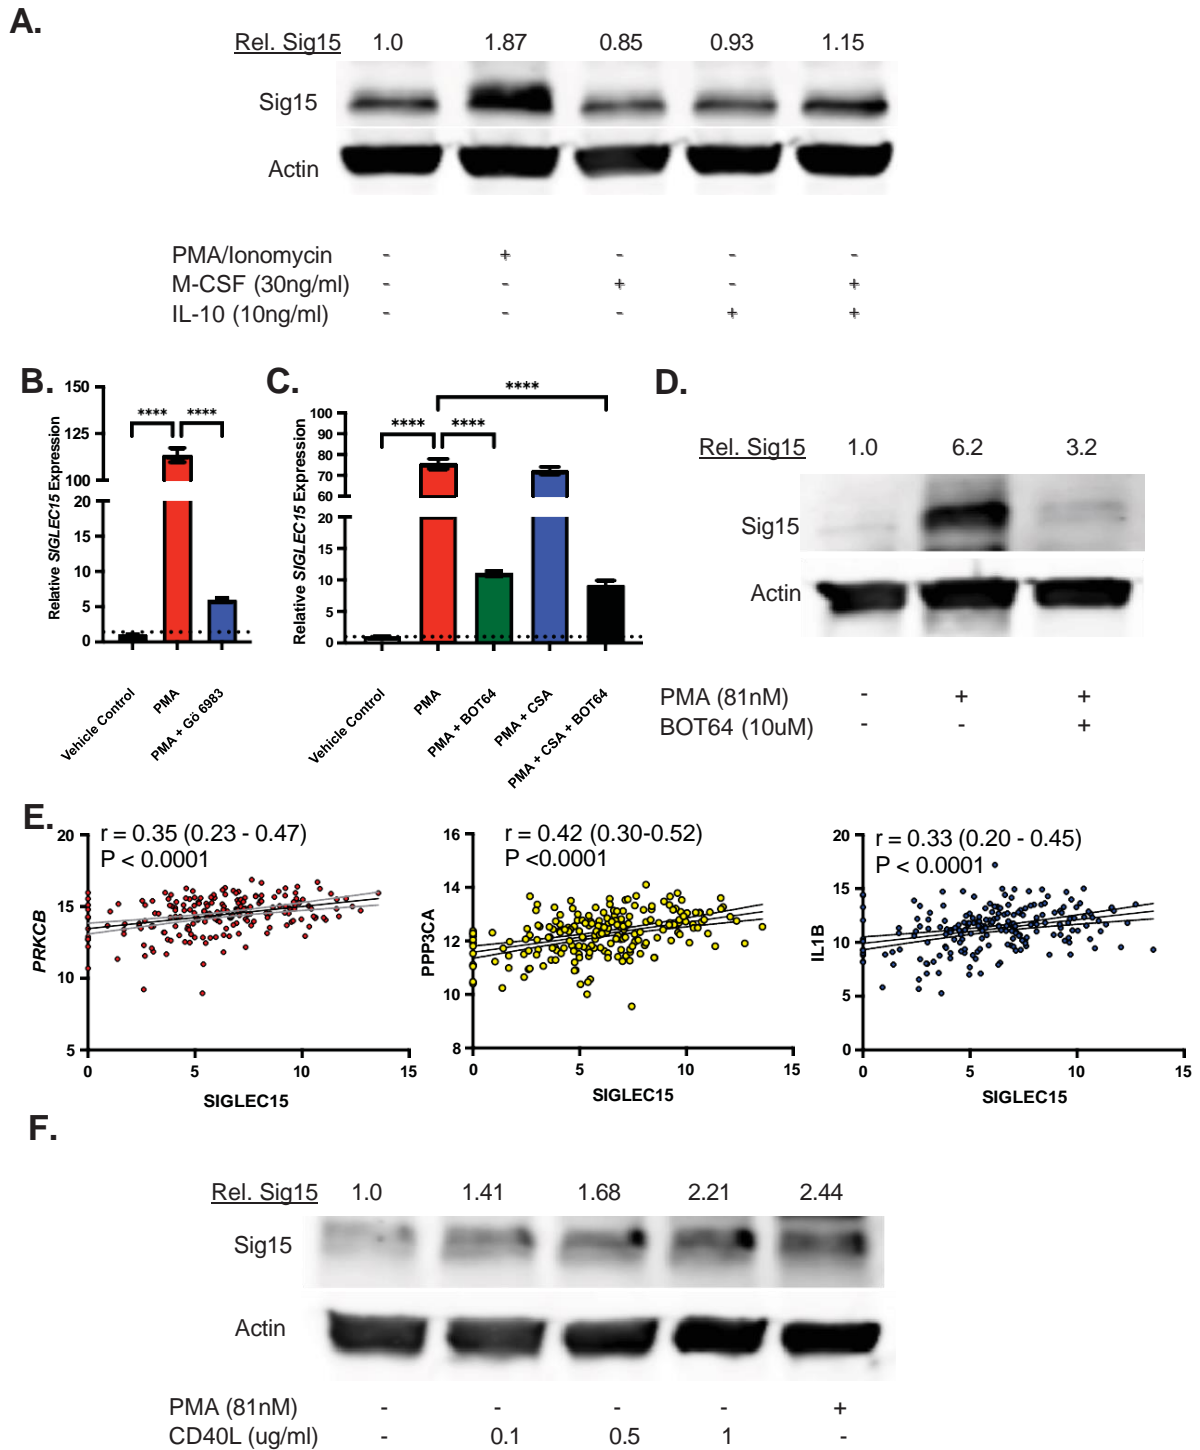 A.
Rel. Sig15 1.0 1.87 0.85 0.93 1.15
Sig15
Actin
PMA/Ionomycin - + - - -
M-CSF (30ng/ml) - - + - +
IL-10 (10ng/ml) - - - + +
B.
150
125
100
20
15
10
5
0
Relative SIGLEC15 Expression
**** ****
Vehicle Control
PMA
PMA + Gö 6983
C.
100
90
80
70
60
20
15
10
5
0
Relative SIGLEC15 Expression
****
**** ****
Vehicle Control
PMA
PMA + BOT64
PMA + CSA
PMA + CSA + BOT64
D.
Rel. Sig15 1.0 6.2 3.2
Sig15
Actin
PMA (81nM) - + +
BOT64 (10uM) - - +
E.
r = 0.35 (0.23 - 0.47)
P < 0.0001
20
15
10
5
PRKCB
0 5 10 15
SIGLEC15
r = 0.42 (0.30-0.52)
P <0.0001
16
14
12
10
8
PPP3CA
0 5 10 15
SIGLEC15
r = 0.33 (0.20 - 0.45)
P < 0.0001
20
15
10
5
0
IL1B
0 5 10 15
SIGLEC15
F.
Rel. Sig15 1.0 1.41 1.68 2.21 2.44
Sig15
Actin
PMA (81nM) - - - - +
CD40L (ug/ml) - 0.1 0.5 1 -